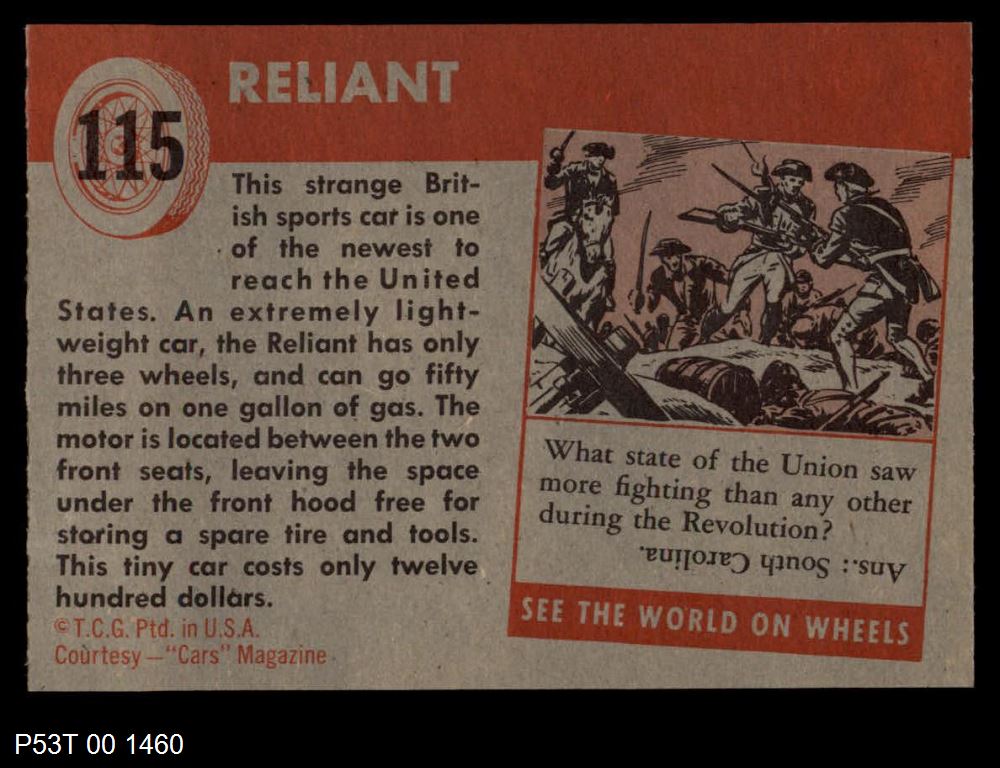 RELIANT
115
This strange Brit-
ish sports car is one
of the newest to
reach the United
States. An extremely light-
weight car, the Reliant has only
three wheels, and can go fifty
miles on one gallon of gas. The
motor is located between the two
front seats, leaving the space
under the front hood free for
storing a spare tire and tools.
This tiny car costs only twelve
hundred dollars.
© T.C.G. Ptd. in U.S.A.
Courtesy—"Cars" Magazine
What state of the Union saw
more fighting than any other
during the Revolution?
Ans.: South Carolina.
SEE THE WORLD ON WHEELS
P53T 00 1460